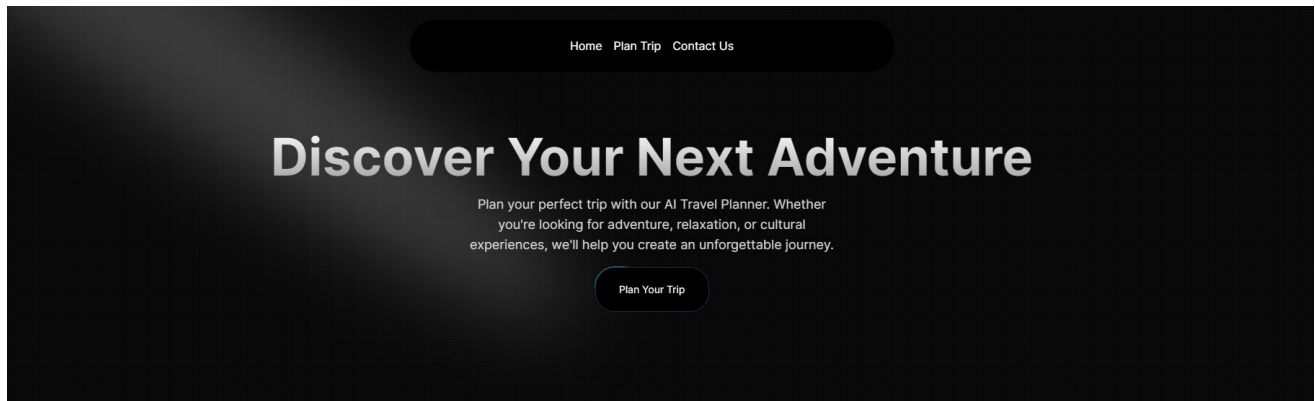 Home Plan Trip Contact Us
Discover Your Next Adventure
Plan your perfect trip with our AI Travel Planner. Whether
you're looking for adventure, relaxation, or cultural
experiences, we'll help you create an unforgettable journey.
Plan Your Trip